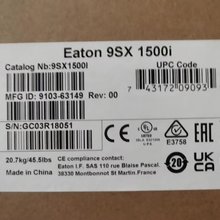 Eaton 9SX 1500i
Catalog Nb:9SX1500I
UPC Code
MFG ID: 9103-63149 Rev: 00
7 43172 09093
S/N:GC03R18051
E3758
20,7kg/45.5lbs
Made in China
CE compliance contact:
Eaton I.F. SAS 110 rue Blaise Pascal
38330 Montbonnot St Martin.France
UK
CA